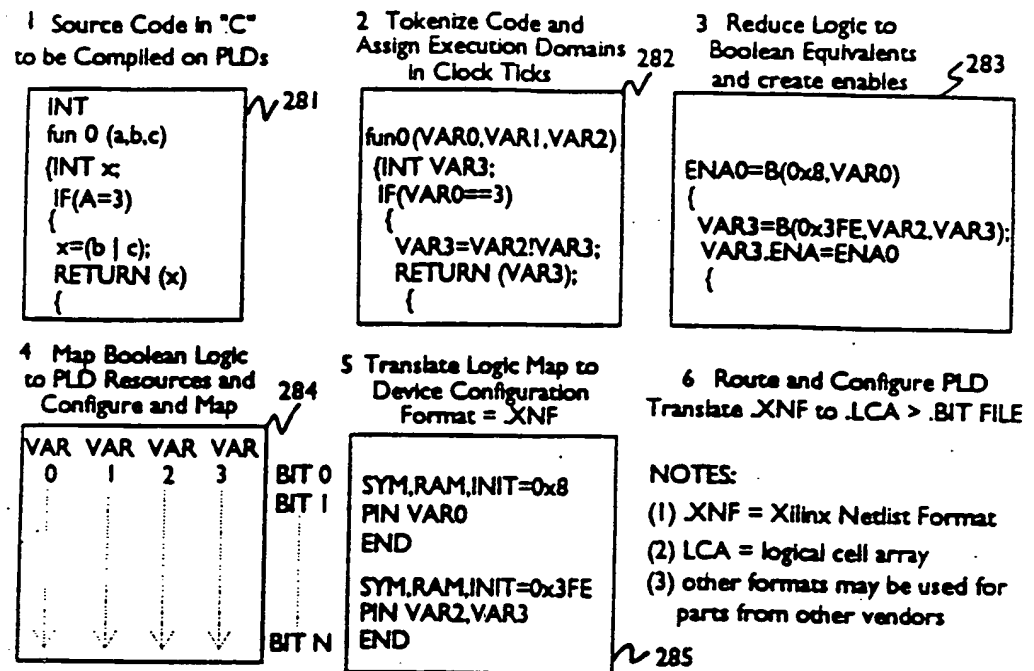 1 Source Code in "C"
to be Compiled on PLDs
281
INT
fun 0 (a,b,c)
{INT x;
IF(A=3)
{
x=(b | c);
RETURN (x)
{
2 Tokenize Code and
Assign Execution Domains
in Clock Ticks
282
fun0(VAR0,VAR1,VAR2)
{INT VAR3;
IF(VAR0==3)
{
VAR3=VAR2!VAR3;
RETURN (VAR3);
{
3 Reduce Logic to
Boolean Equivalents
and create enables
283
ENA0=B(0x8,VAR0)
{
VAR3=B(0x3FE,VAR2,VAR3);
VAR3.ENA=ENA0
{
4 Map Boolean Logic
to PLD Resources and
Configure and Map
284
VAR VAR VAR VAR
0 1 2 3
BIT 0
BIT 1
BIT N
5 Translate Logic Map to
Device Configuration
Format = .XNF
SYM,RAM,INIT=0x8
PIN VAR0
END
SYM,RAM,INIT=0x3FE
PIN VAR2,VAR3
END
285
6 Route and Configure PLD
Translate .XNF to .LCA > .BIT FILE
NOTES:
(1) .XNF = Xilinx Netlist Format
(2) LCA = logical cell array
(3) other formats may be used for
parts from other vendors